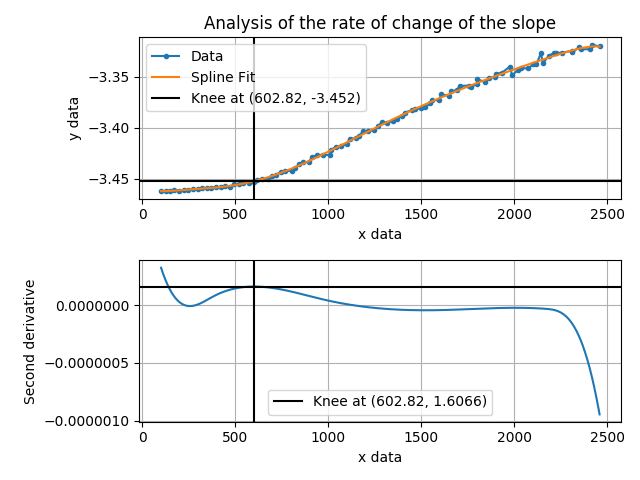 Analysis of the rate of change of the slope
y data
−3.35
−3.40
−3.45
Data
Spline Fit
Knee at (602.82, -3.452)
0
500
1000
1500
2000
2500
x data
Second derivative
0.0000000
−0.0000005
−0.0000010
Knee at (602.82, 1.6066)
0
500
1000
1500
2000
2500
x data